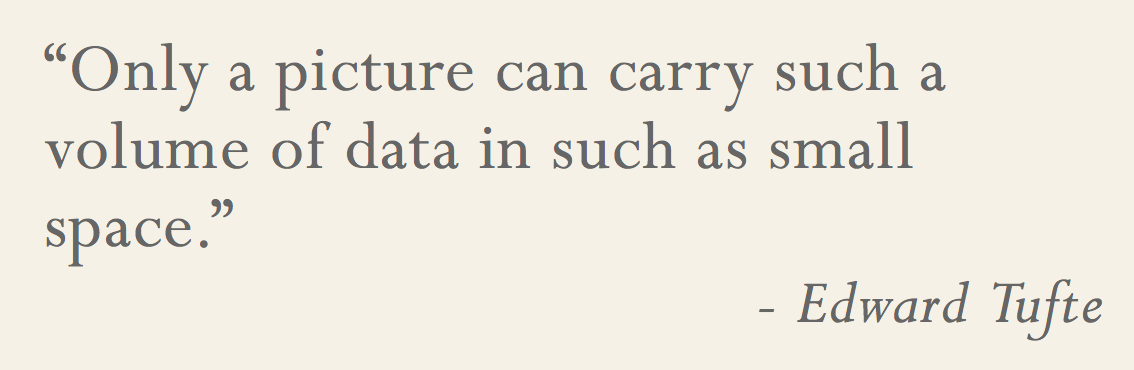 “Only a picture can carry such a
volume of data in such as small
space.”
- Edward Tufte